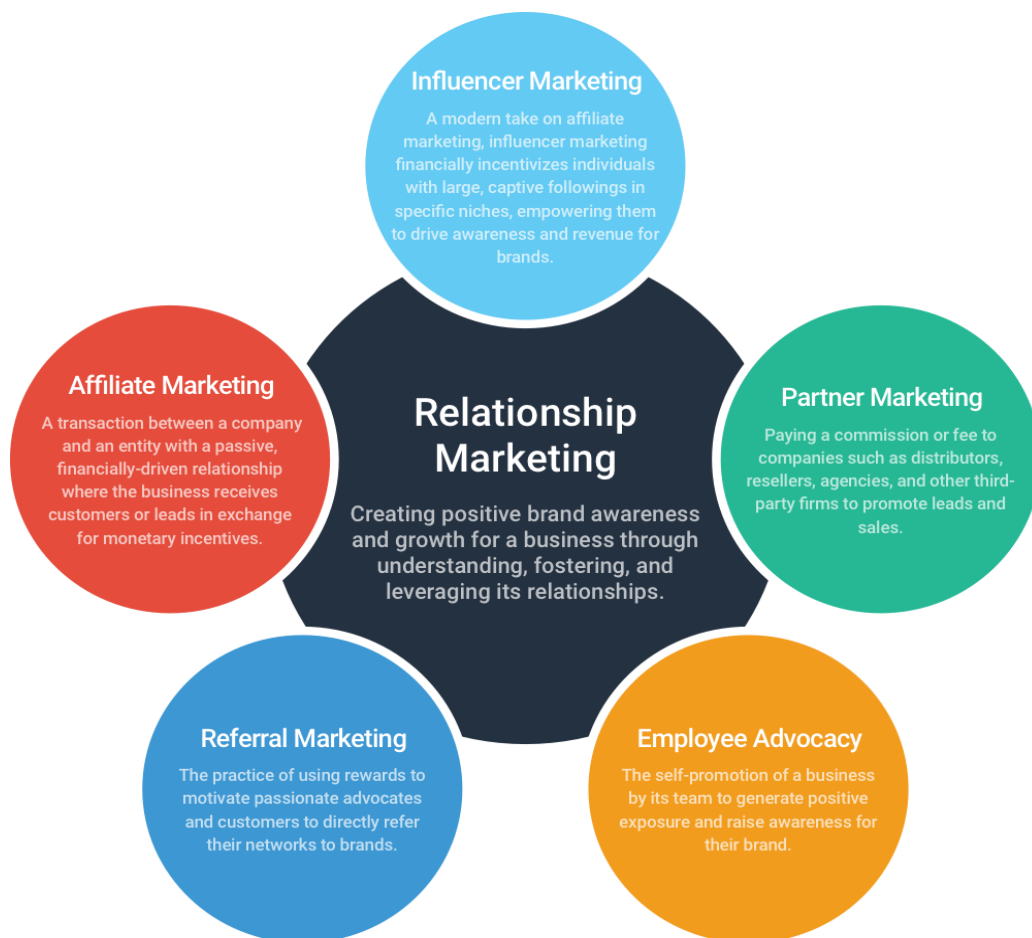 Influencer Marketing
A modern take on affiliate
marketing, influencer marketing
financially incentivizes individuals
with large, captive followings in
specific niches, empowering them
to drive awareness and revenue for
brands.
Affiliate Marketing
A transaction between a company
and an entity with a passive,
financially-driven relationship
where the business receives
customers or leads in exchange
for monetary incentives.
Relationship
Marketing
Creating positive brand awareness
and growth for a business through
understanding, fostering, and
leveraging its relationships.
Partner Marketing
Paying a commission or fee to
companies such as distributors,
resellers, agencies, and other third-
party firms to promote leads and
sales.
Referral Marketing
The practice of using rewards to
motivate passionate advocates
and customers to directly refer
their networks to brands.
Employee Advocacy
The self-promotion of a business
by its team to generate positive
exposure and raise awareness for
their brand.